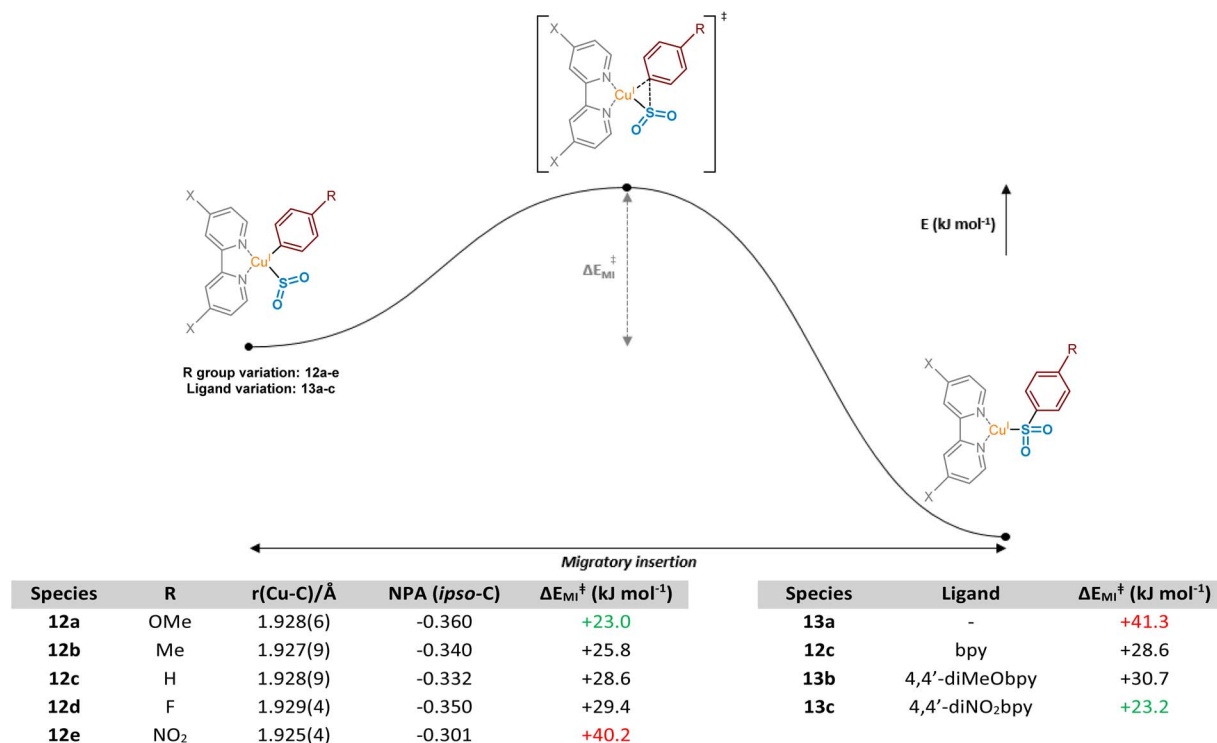 ‡
X
R
N
Cu^I
N
S
O
O
X
X
R
N
Cu^I
N
S
O
O
X
E (kJ mol⁻¹)
ΔE_MI‡
R group variation: 12a-e
Ligand variation: 13a-c
X
R
N
Cu^I
S
O
N
O
X
Migratory insertion
Species R r(Cu-C)/Å NPA (ipso-C) ΔE_MI‡ (kJ mol⁻¹)
12a OMe 1.928(6) -0.360 +23.0
12b Me 1.927(9) -0.340 +25.8
12c H 1.928(9) -0.332 +28.6
12d F 1.929(4) -0.350 +29.4
12e NO₂ 1.925(4) -0.301 +40.2
Species Ligand ΔE_MI‡ (kJ mol⁻¹)
13a - +41.3
12c bpy +28.6
13b 4,4’-diMeObpy +30.7
13c 4,4’-diNO₂bpy +23.2